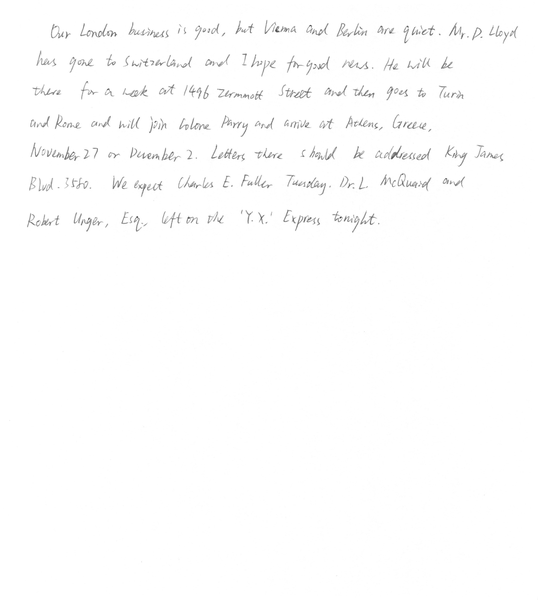 Our London business is good, but Vienna and Berlin are quiet. Mr. D. Lloyd
has gone to Switzerland and I hope for good news. He will be
there for a week at 1496 Zermott Street and then goes to Turin
and Rome and will join Colone Parry and arrive at Athens, Greece,
November 27 or December 2. Letters there should be addressed King James
Blvd. 3580. We expect Charles E. Fuller Tuesday. Dr. L. McQuaid and
Robert Unger, Esq., left on the 'Y.X.' Express tonight.